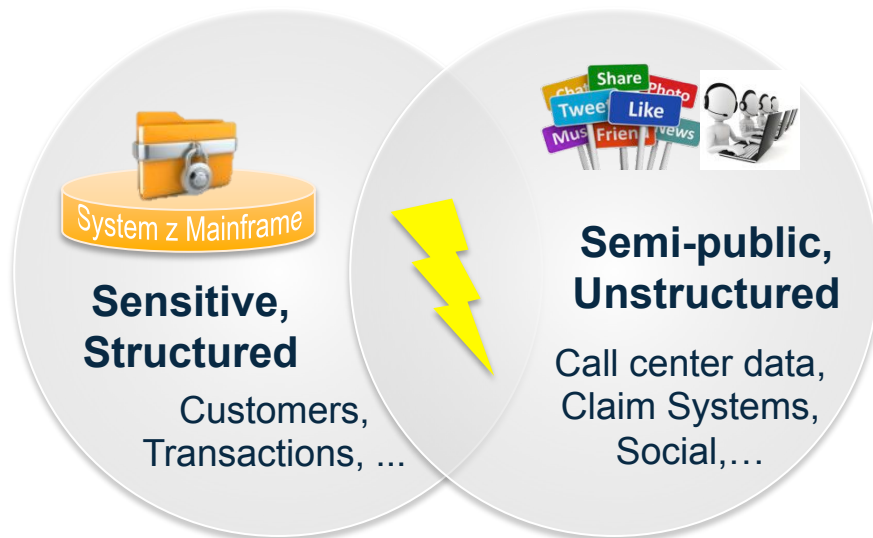 System z Mainframe
Sensitive,
Structured
Customers,
Transactions, ...
Share
Photo
Tweet
Like
Friend
News
Semi-public,
Unstructured
Call center data,
Claim Systems,
Social,…